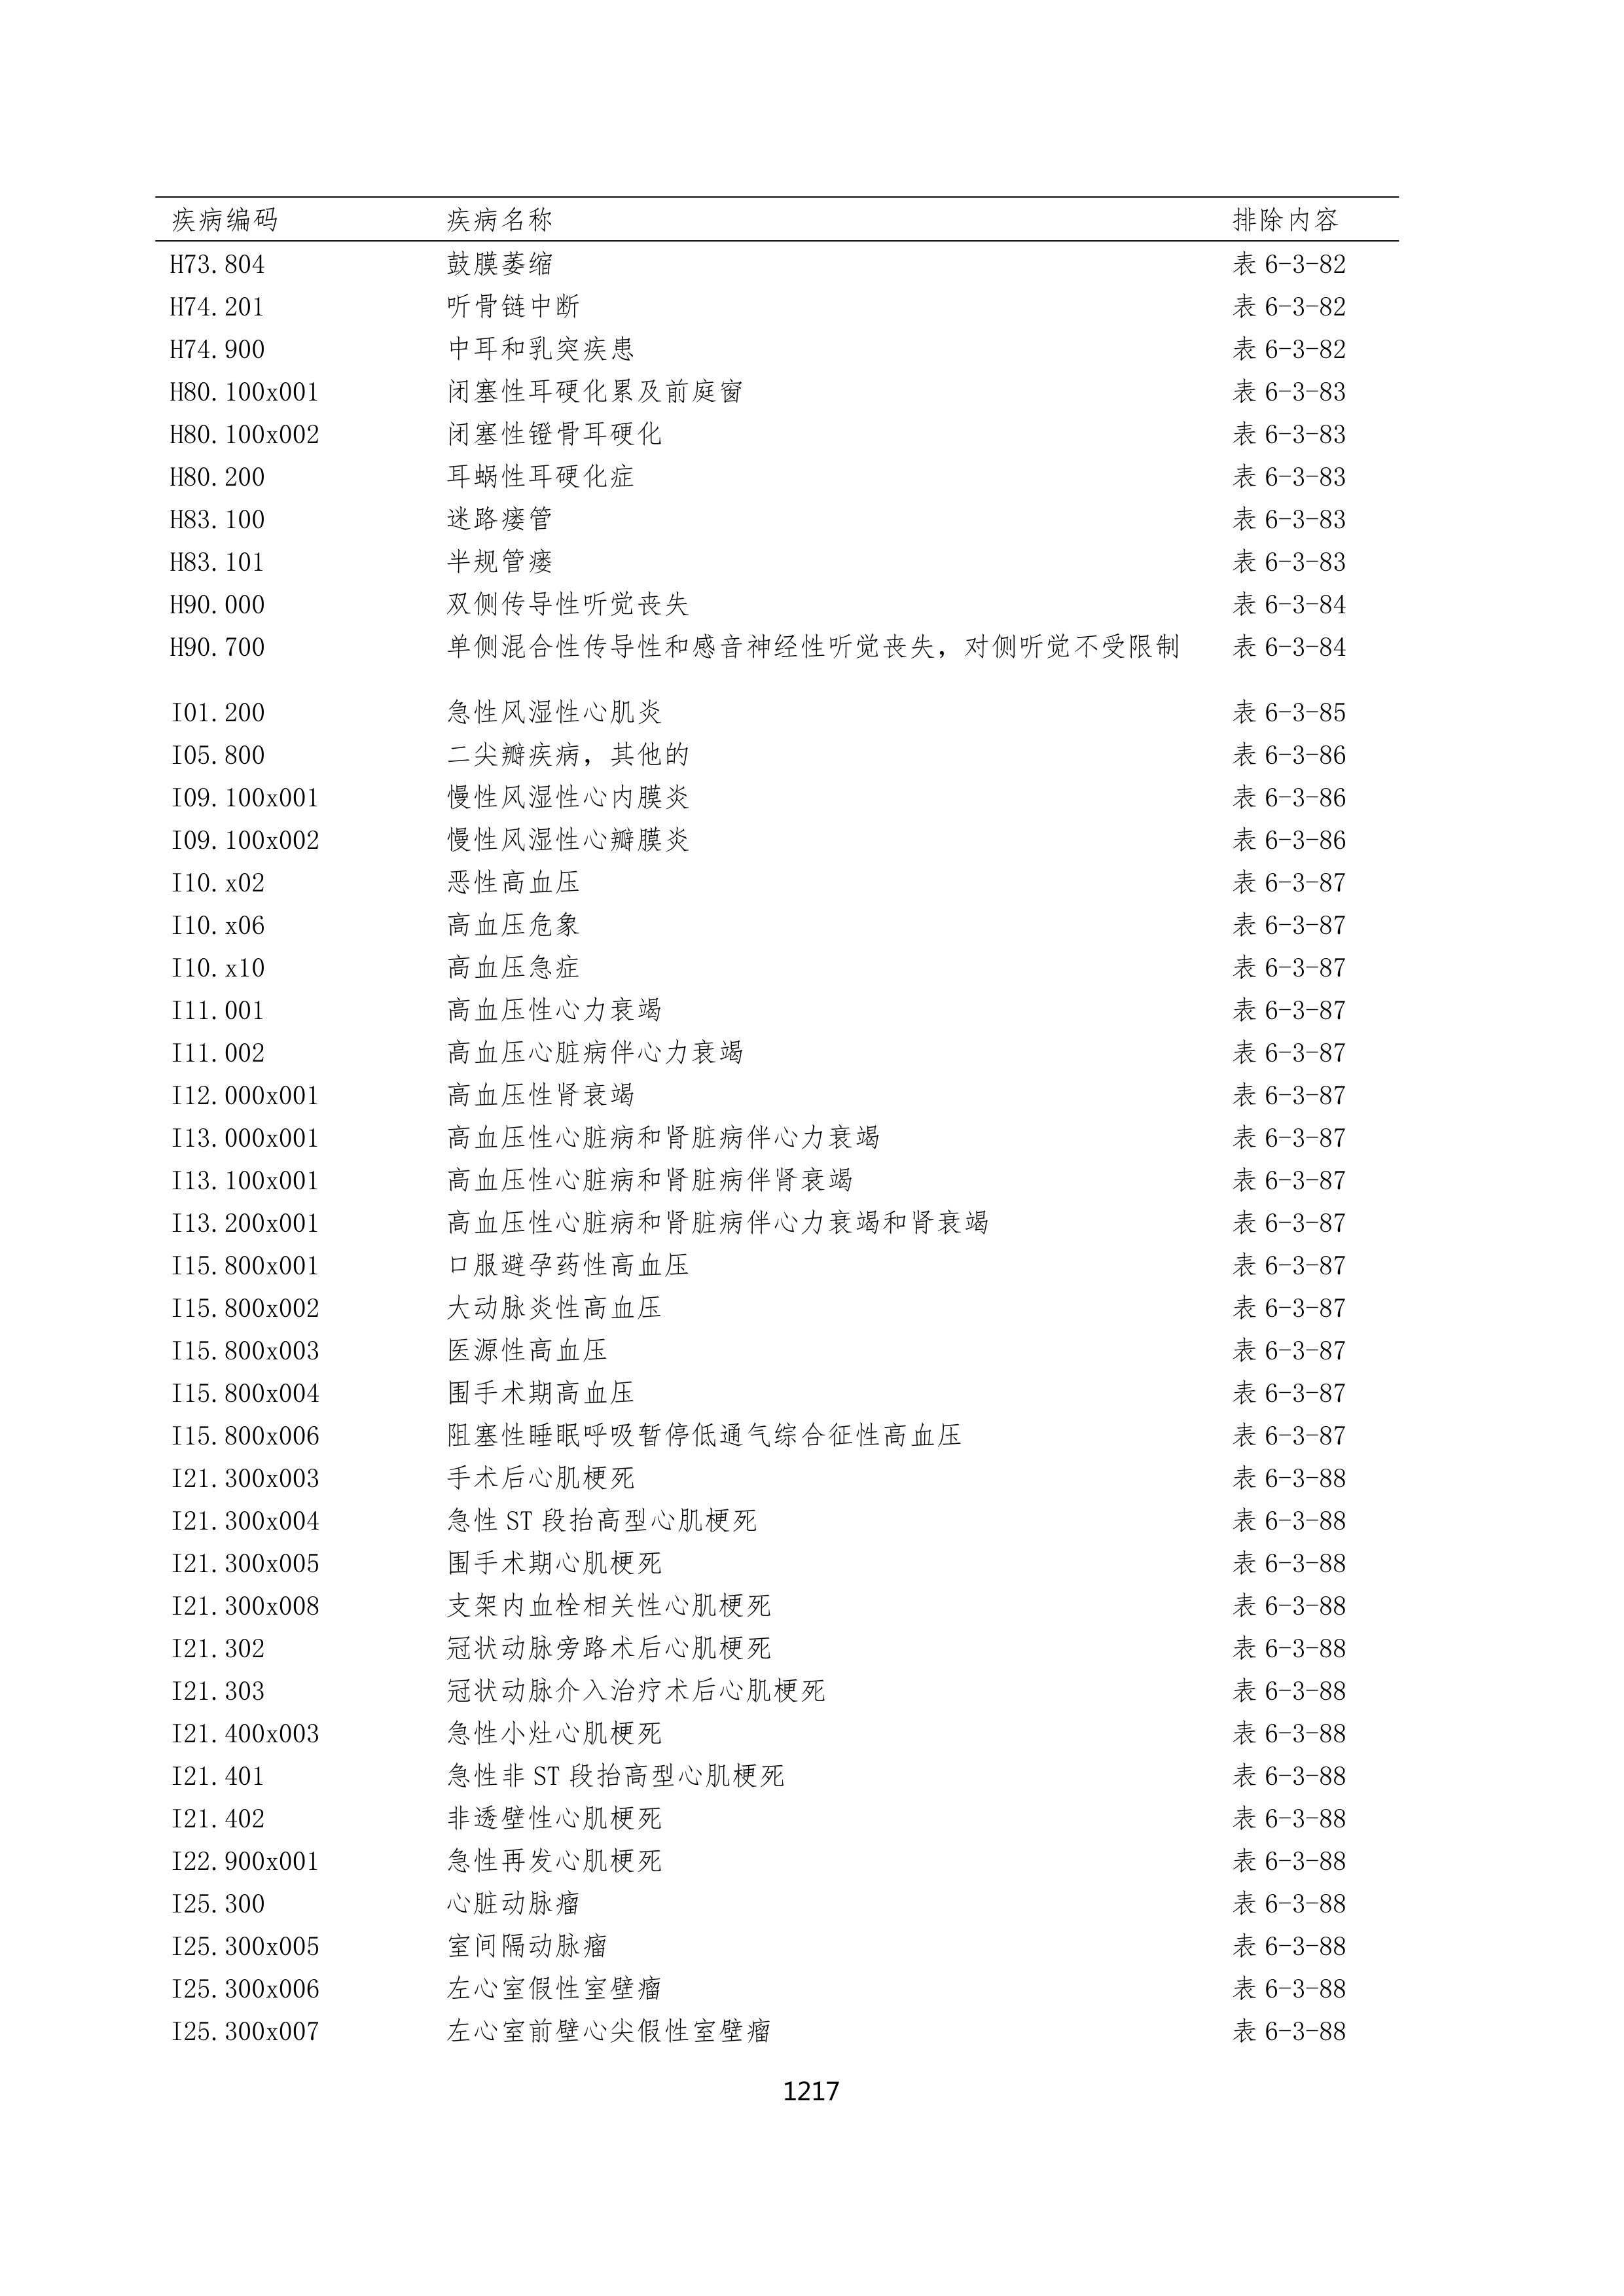 疾病编码 疾病名称 排除内容
H73.804 鼓膜萎缩 表 6-3-82
H74.201 听骨链中断 表 6-3-82
H74.900 中耳和乳突疾患 表 6-3-82
H80.100x001 闭塞性耳硬化累及前庭窗 表 6-3-83
H80.100x002 闭塞性镫骨耳硬化 表 6-3-83
H80.200 耳蜗性耳硬化症 表 6-3-83
H83.100 迷路瘘管 表 6-3-83
H83.101 半规管瘘 表 6-3-83
H90.000 双侧传导性听觉丧失 表 6-3-84
H90.700 单侧混合性传导性和感音神经性听觉丧失，对侧听觉不受限制 表 6-3-84
I01.200 急性风湿性心肌炎 表 6-3-85
I05.800 二尖瓣疾病，其他的 表 6-3-86
I09.100x001 慢性风湿性心内膜炎 表 6-3-86
I09.100x002 慢性风湿性心瓣膜炎 表 6-3-86
I10.x02 恶性高血压 表 6-3-87
I10.x06 高血压危象 表 6-3-87
I10.x10 高血压急症 表 6-3-87
I11.001 高血压性心力衰竭 表 6-3-87
I11.002 高血压心脏病伴心力衰竭 表 6-3-87
I12.000x001 高血压性肾衰竭 表 6-3-87
I13.000x001 高血压性心脏病和肾脏病伴心力衰竭 表 6-3-87
I13.100x001 高血压性心脏病和肾脏病伴肾衰竭 表 6-3-87
I13.200x001 高血压性心脏病和肾脏病伴心力衰竭和肾衰竭 表 6-3-87
I15.800x001 口服避孕药性高血压 表 6-3-87
I15.800x002 大动脉炎性高血压 表 6-3-87
I15.800x003 医源性高血压 表 6-3-87
I15.800x004 围手术期高血压 表 6-3-87
I15.800x006 阻塞性睡眠呼吸暂停低通气综合征性高血压 表 6-3-87
I21.300x003 手术后心肌梗死 表 6-3-88
I21.300x004 急性 ST 段抬高型心肌梗死 表 6-3-88
I21.300x005 围手术期心肌梗死 表 6-3-88
I21.300x008 支架内血栓相关性心肌梗死 表 6-3-88
I21.302 冠状动脉旁路术后心肌梗死 表 6-3-88
I21.303 冠状动脉介入治疗术后心肌梗死 表 6-3-88
I21.400x003 急性小灶心肌梗死 表 6-3-88
I21.401 急性非 ST 段抬高型心肌梗死 表 6-3-88
I21.402 非透壁性心肌梗死 表 6-3-88
I22.900x001 急性再发心肌梗死 表 6-3-88
I25.300 心脏动脉瘤 表 6-3-88
I25.300x005 室间隔动脉瘤 表 6-3-88
I25.300x006 左心室假性室壁瘤 表 6-3-88
I25.300x007 左心室前壁心尖假性室壁瘤 表 6-3-88
1217